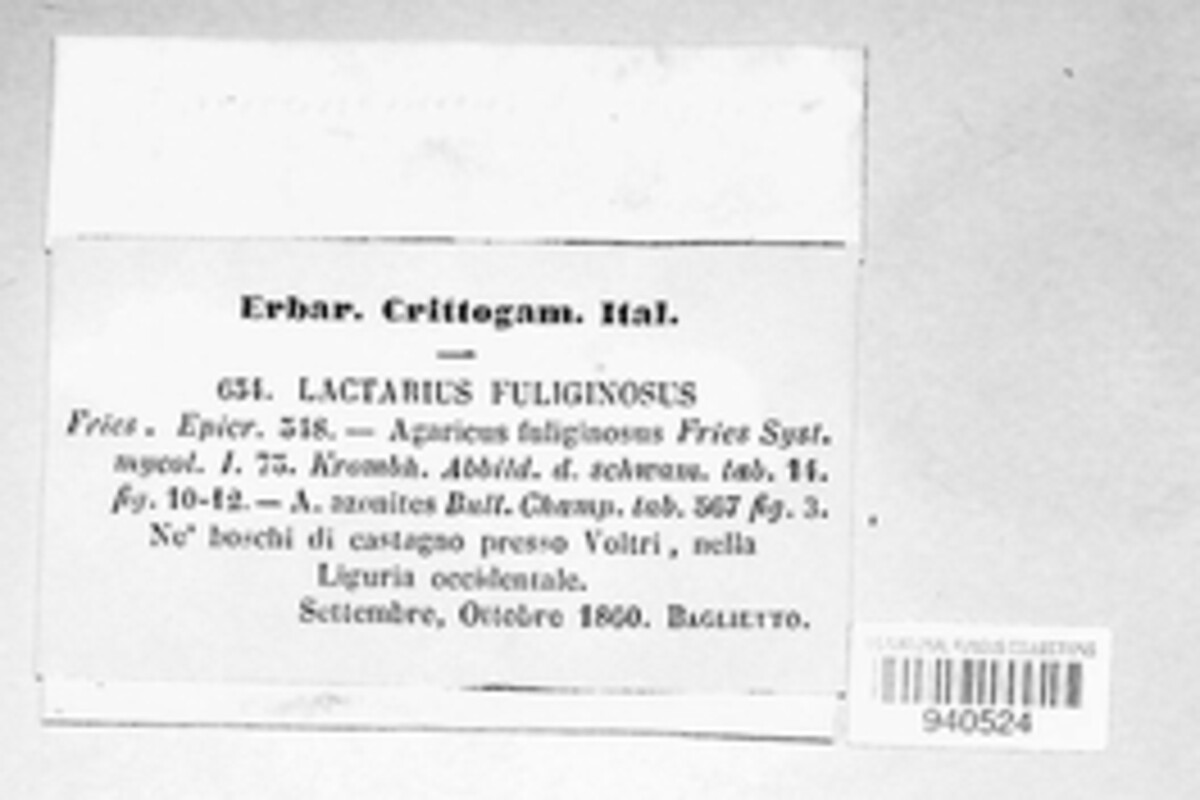 Erbar. Crittogam. Ital.
634. LACTARIUS FULIGINOSUS
Fries. Epicr. 348. — Agaricus fuliginosus Fries Syst.
mycol. I. 73. Krombh. Abbild. d. schwam. tab. 14.
fig. 10-12. — A. azonites Bull. Champ. tab. 567 fig. 3.
Ne' boschi di castagno presso Voltri, nella
Liguria occidentale.
Settembre, Ottobre 1860. BAGLIETTO.
FUNGUS COLLECTIONS
940524